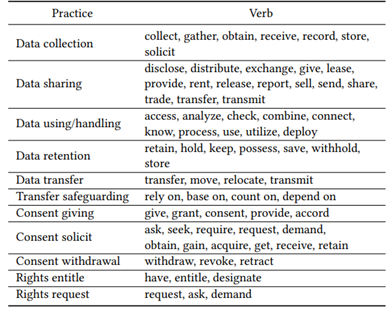 Practice Verb
Data collection collect, gather, obtain, receive, record, store,
solicit
Data sharing disclose, distribute, exchange, give, lease,
provide, rent, release, report, sell, send, share,
trade, transfer, transmit
Data using/handling access, analyze, check, combine, connect,
know, process, use, utilize, deploy
Data retention retain, hold, keep, possess, save, withhold,
store
Data transfer transfer, move, relocate, transmit
Transfer safeguarding rely on, base on, count on, depend on
Consent giving give, grant, consent, provide, accord
Consent solicit ask, seek, require, request, demand,
obtain, gain, acquire, get, receive, retain
Consent withdrawal withdraw, revoke, retract
Rights entitle have, entitle, designate
Rights request request, ask, demand